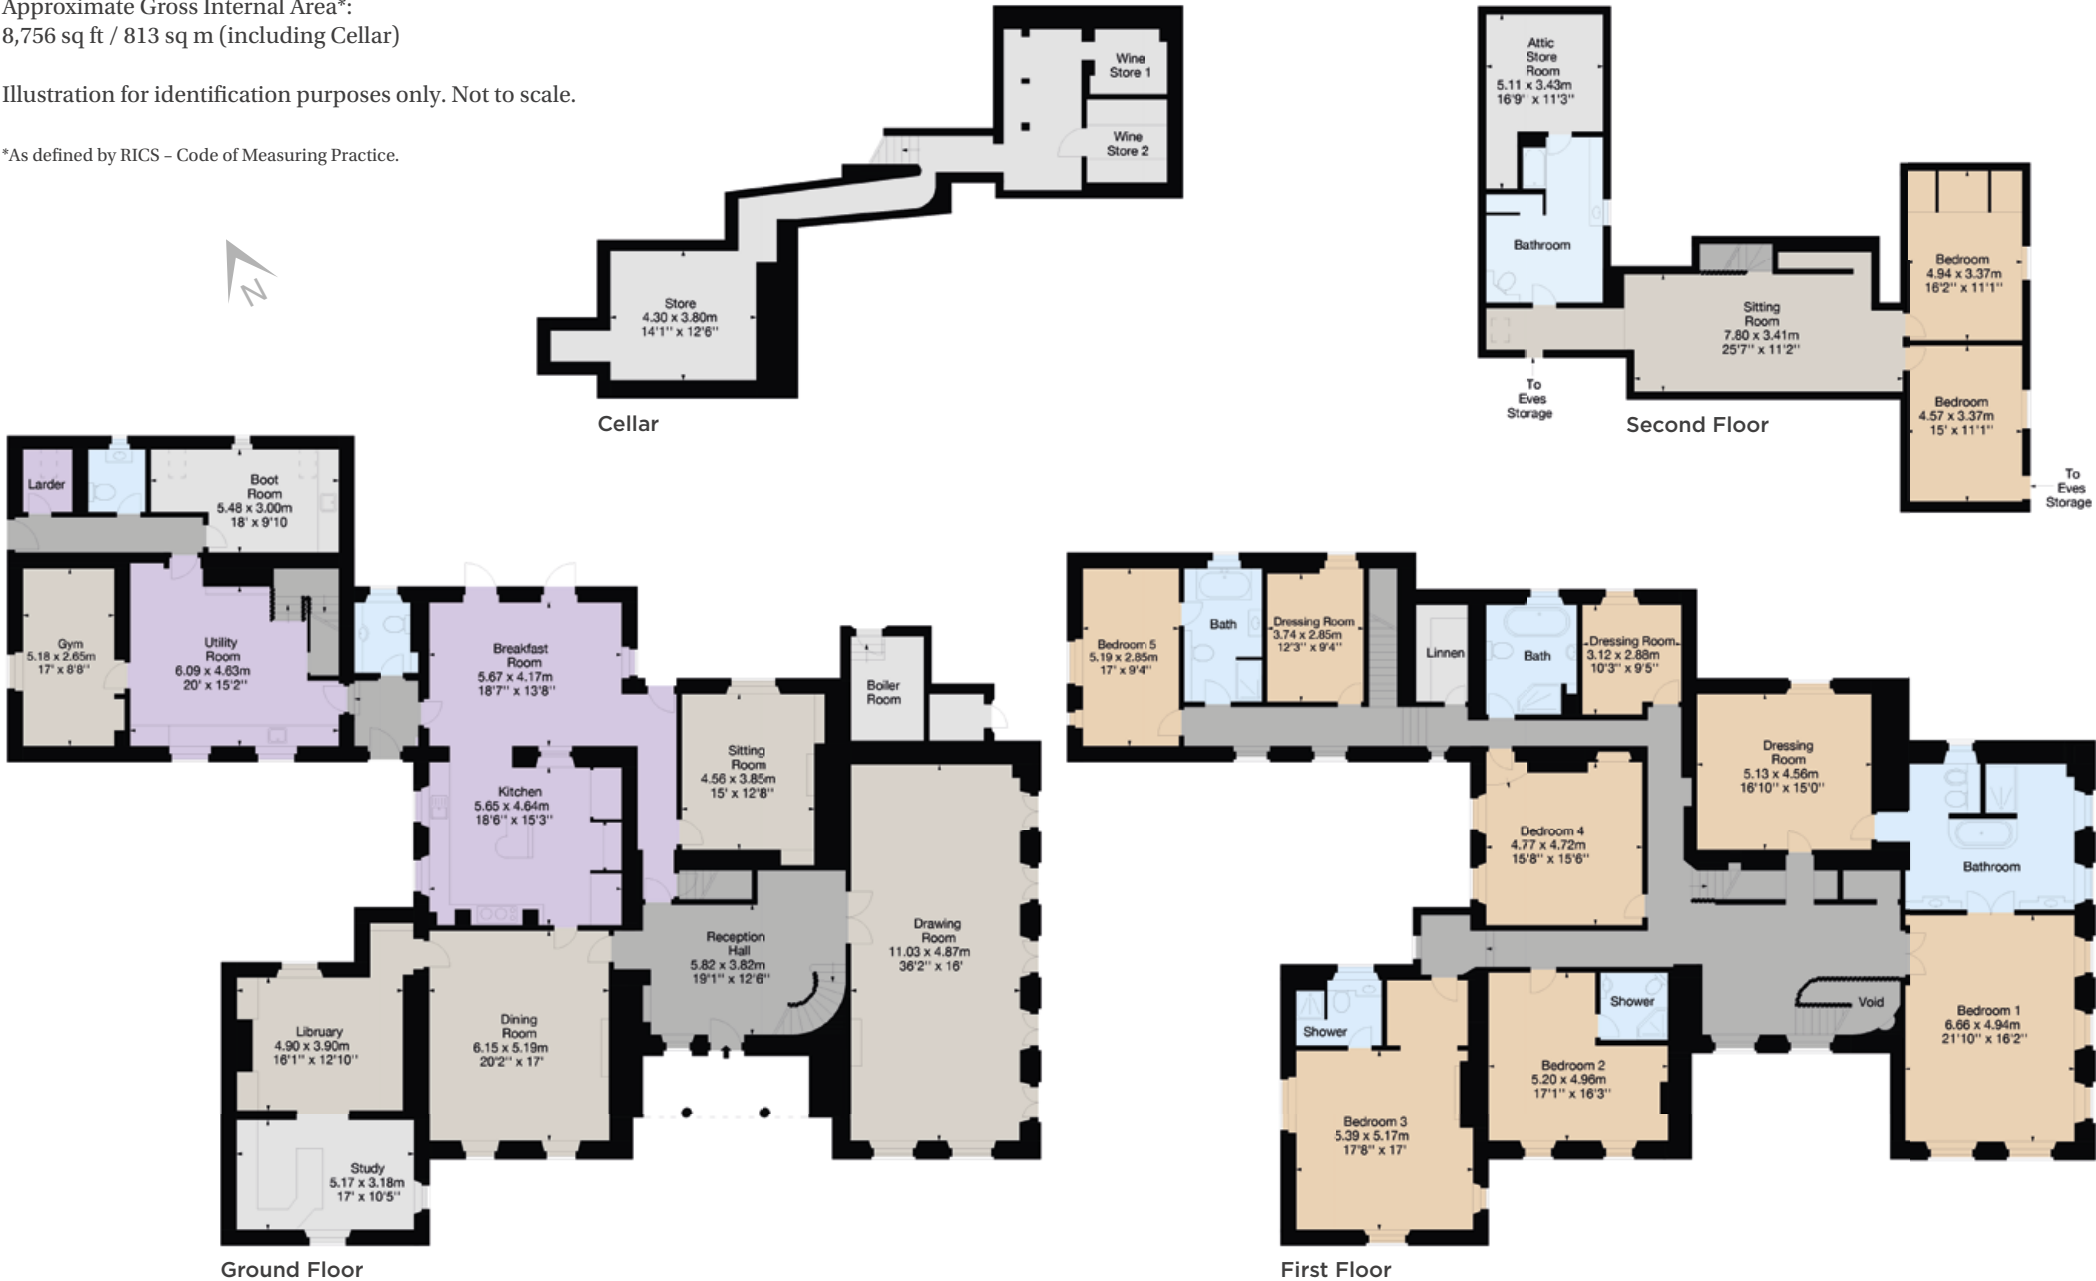 Approximate Gross Internal Area*:
8,756 sq ft / 813 sq m (including Cellar)
Illustration for identification purposes only. Not to scale.
*As defined by RICS – Code of Measuring Practice.
N
Wine
Store 1
Wine
Store 2
Store
4.30 x 3.80m
14'1'' x 12'6''
Cellar
Attic
Store
Room
5.11 x 3.43m
16'9' x 11'3''
Bathroom
Sitting
Room
7.80 x 3.41m
25'7'' x 11'2''
Bedroom
4.94 x 3.37m
16'2'' x 11'1''
Bedroom
4.57 x 3.37m
15' x 11'1''
To
Eves
Storage
To
Eves
Storage
Second Floor
Larder
Boot
Room
5.48 x 3.00m
18' x 9'10
Gym
5.18 x 2.65m
17' x 8'8''
Utility
Room
6.09 x 4.63m
20' x 15'2''
Breakfast
Room
5.67 x 4.17m
18'7'' x 13'8''
Kitchen
5.65 x 4.64m
18'6'' x 15'3''
Sitting
Room
4.56 x 3.85m
15' x 12'8''
Boiler
Room
Reception
Hall
5.82 x 3.82m
19'1'' x 12'6''
Drawing
Room
11.03 x 4.87m
36'2'' x 16'
Dining
Room
6.15 x 5.19m
20'2'' x 17'
Libruary
4.90 x 3.90m
16'1'' x 12'10''
Study
5.17 x 3.18m
17' x 10'5''
Ground Floor
Bedroom 5
5.19 x 2.85m
17' x 9'4''
Bath
Dressing Room
3.74 x 2.85m
12'3'' x 9'4''
Linnen
Bath
Dressing Room
3.12 x 2.88m
10'3'' x 9'5''
Dressing
Room
5.13 x 4.56m
16'10'' x 15'0''
Dedroom 4
4.77 x 4.72m
15'8'' x 15'6''
Bathroom
Void
Bedroom 1
6.66 x 4.94m
21'10'' x 16'2''
Shower
Bedroom 2
5.20 x 4.96m
17'1'' x 16'3''
Shower
Bedroom 3
5.39 x 5.17m
17'8'' x 17'
First Floor